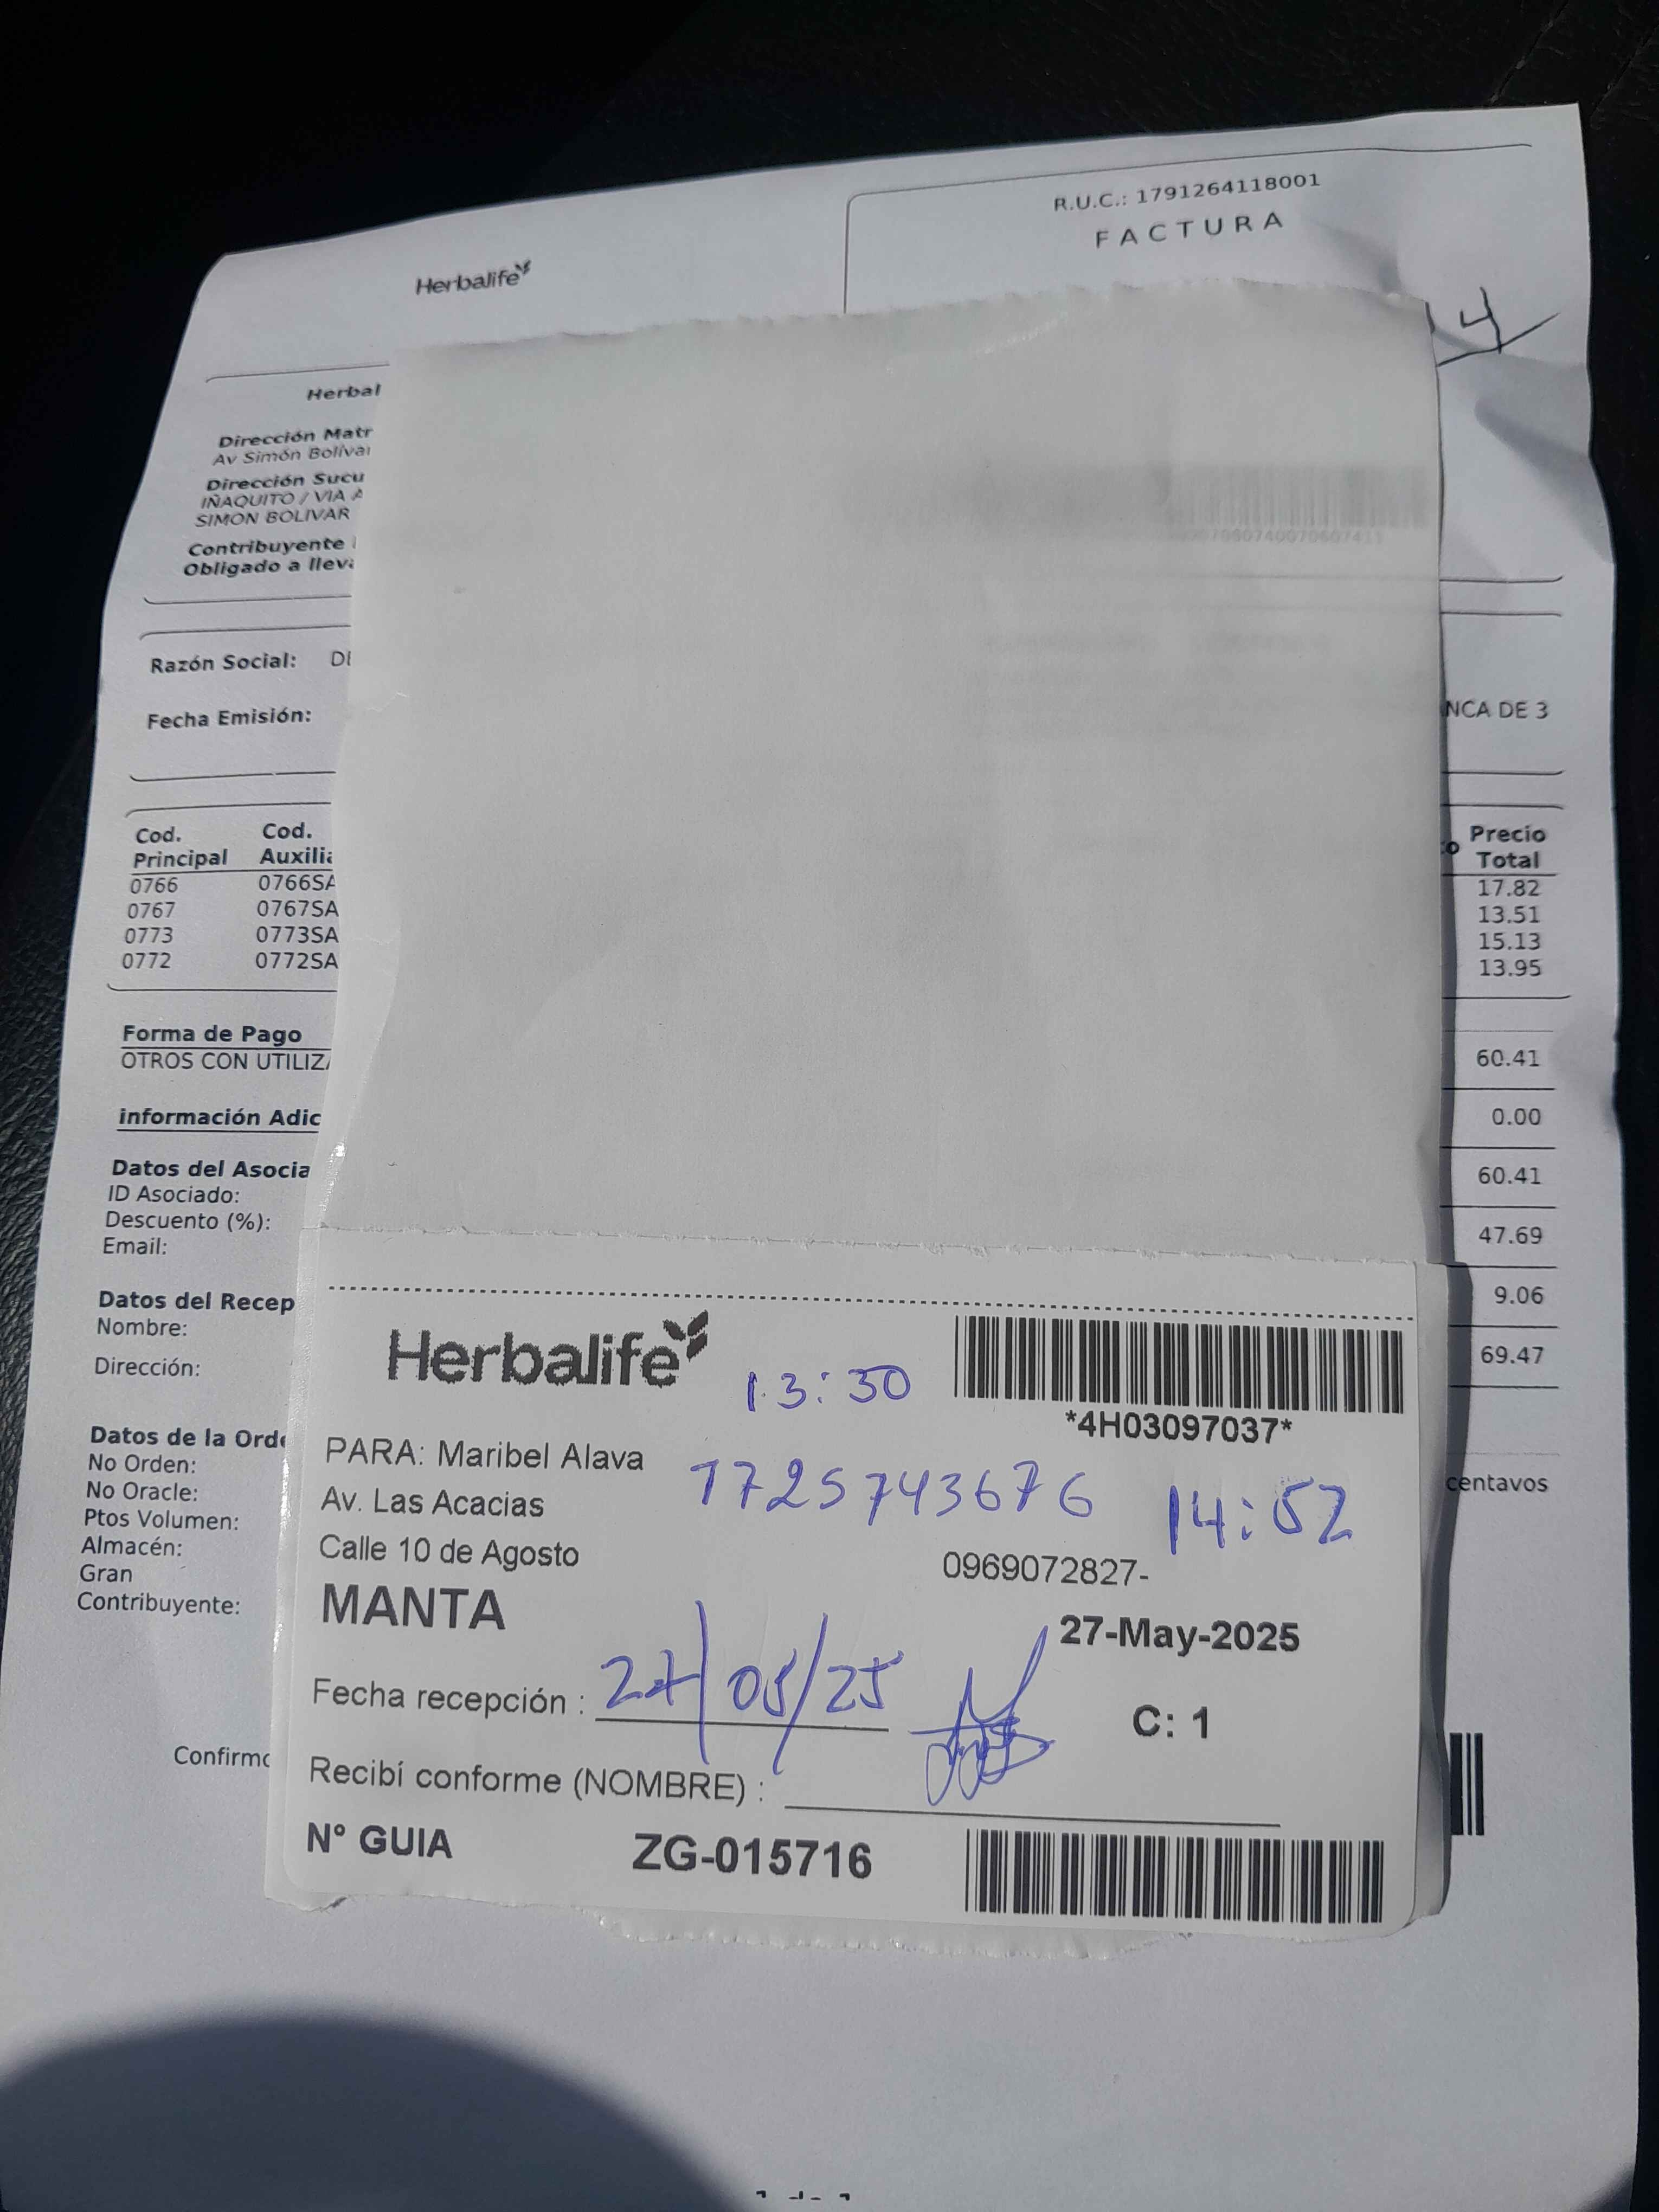 R.U.C.: 1791264118001
FACTURA
Herbalife
4
Herbal
Dirección Matr
Av Simón Bolívar
Dirección Sucu
IÑAQUITO / VIA A
SIMON BOLIVAR
Contribuyente
Obligado a lleva
Razón Social: DE
Fecha Emisión:
NCA DE 3
Cod. Principal Cod. Auxilia Precio Total
0766 0766SA 17.82
0767 0767SA 13.51
0773 0773SA 15.13
0772 0772SA 13.95
Forma de Pago
OTROS CON UTILIZA 60.41
información Adic 0.00
Datos del Asocia 60.41
ID Asociado:
Descuento (%): 47.69
Email:
Datos del Recep 9.06
Nombre:
Dirección: 69.47
Datos de la Orde
No Orden: centavos
No Oracle:
Ptos Volumen:
Almacén:
Gran
Contribuyente:
Confirmo
Herbalife 13:50
*4H03097037*
PARA: Maribel Alava 1725743676 14:52
Av. Las Acacias
Calle 10 de Agosto 0969072827-
MANTA 27-May-2025
Fecha recepción : 27/05/25 C: 1
Recibí conforme (NOMBRE) :
N° GUIA ZG-015716